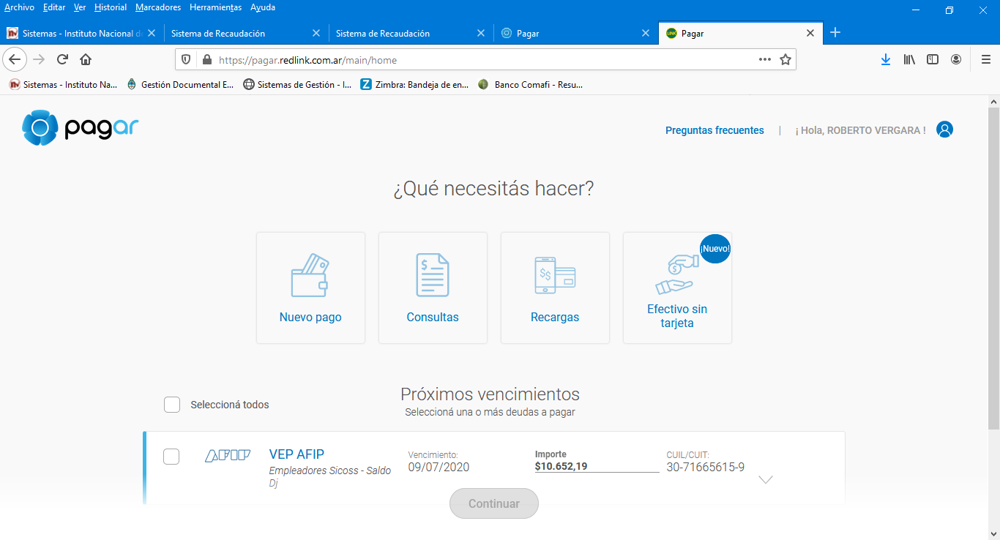 Archivo Editar Ver Historial Marcadores Herramientas Ayuda
Sistemas - Instituto Nacional d
Sistema de Recaudación
Sistema de Recaudación
Pagar
LINK Pagar
https://pagar.redlink.com.ar/main/home
Sistemas - Instituto Na...
Gestión Documental E...
Sistemas de Gestión - I...
Zimbra: Bandeja de en...
Banco Comafi - Resu...
pagar
Preguntas frecuentes | ¡ Hola, ROBERTO VERGARA !
¿Qué necesitás hacer?
¡Nuevo!
$
$$
$
Nuevo pago
Consultas
Recargas
Efectivo sin
tarjeta
Próximos vencimientos
Seleccioná todos
Seleccioná una o más deudas a pagar
AFIP
VEP AFIP
Empleadores Sicoss - Saldo
Dj
Vencimiento:
09/07/2020
Importe
$10.652,19
CUIL/CUIT:
30-71665615-9
Continuar